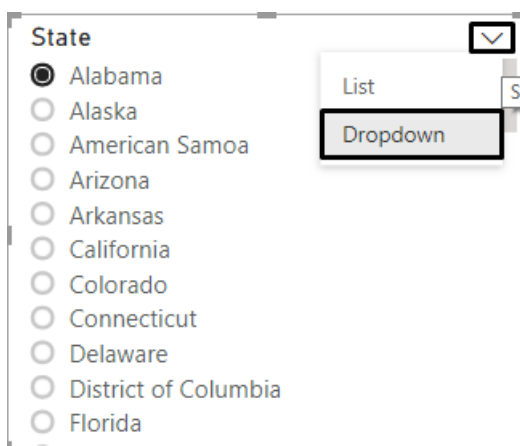 State
Alabama
Alaska
American Samoa
Arizona
Arkansas
California
Colorado
Connecticut
Delaware
District of Columbia
Florida
List
S
Dropdown